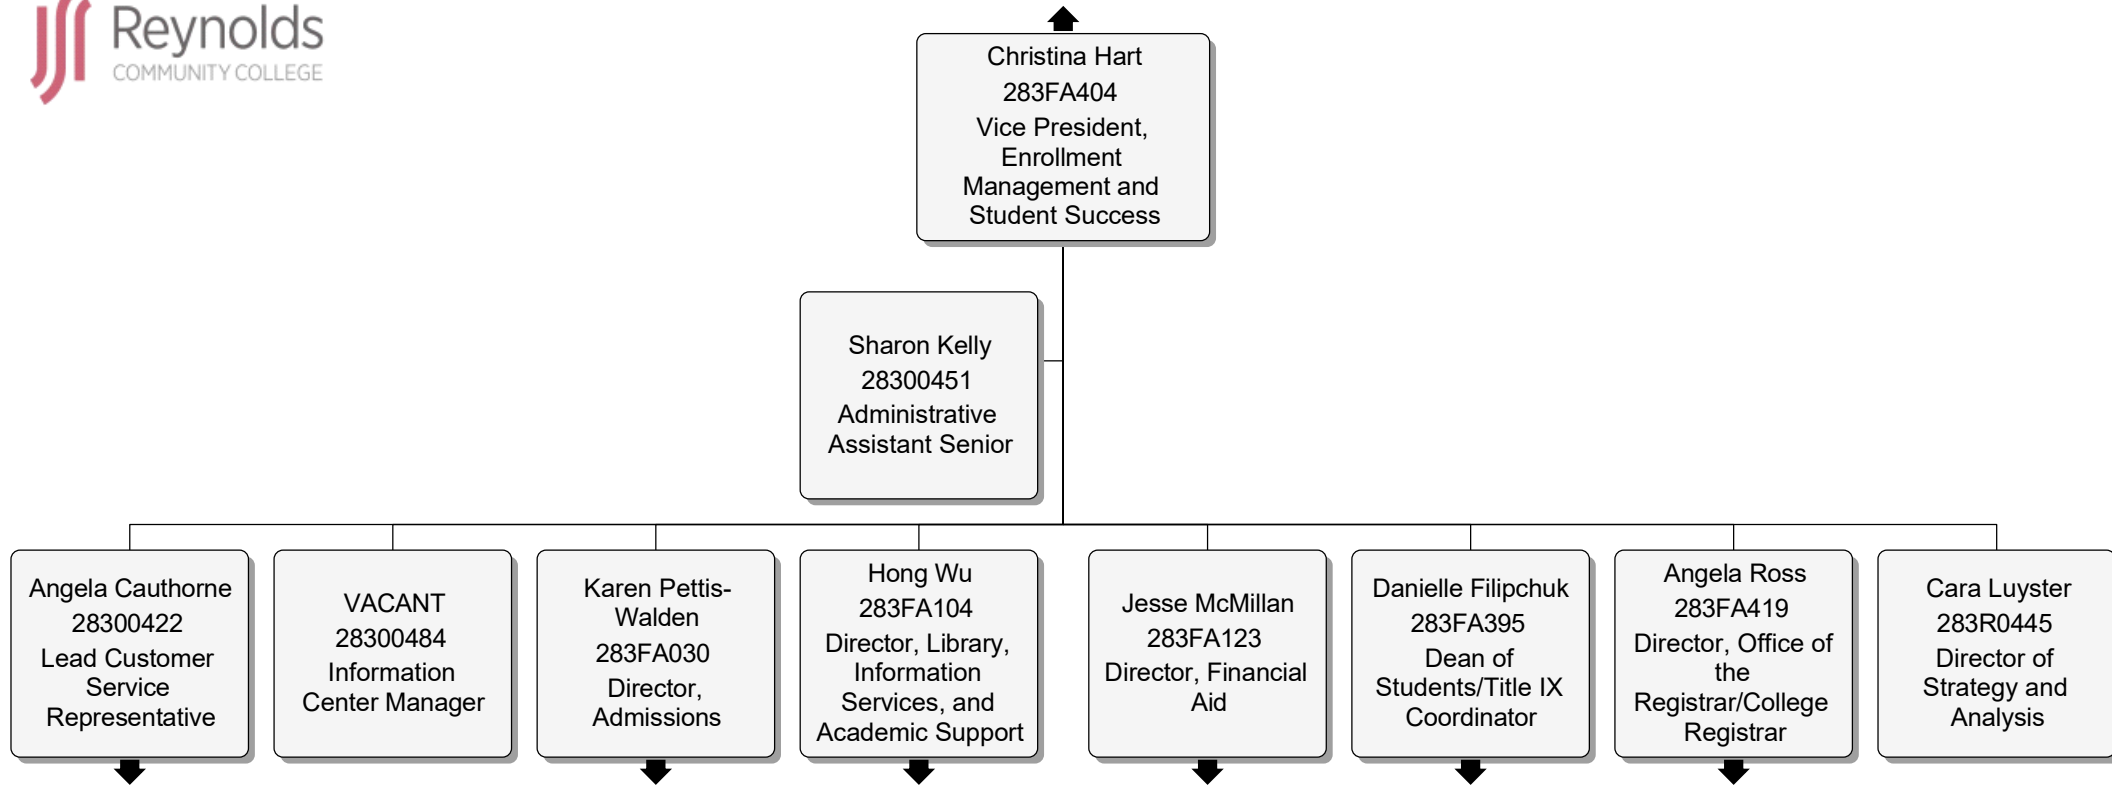 Reynolds
COMMUNITY COLLEGE
Christina Hart
283FA404
Vice President,
Enrollment
Management and
Student Success
Sharon Kelly
28300451
Administrative
Assistant Senior
Angela Cauthorne
28300422
Lead Customer
Service
Representative
VACANT
28300484
Information
Center Manager
Karen Pettis-
Walden
283FA030
Director,
Admissions
Hong Wu
283FA104
Director, Library,
Information
Services, and
Academic Support
Jesse McMillan
283FA123
Director, Financial
Aid
Danielle Filipchuk
283FA395
Dean of
Students/Title IX
Coordinator
Angela Ross
283FA419
Director, Office of
the
Registrar/College
Registrar
Cara Luyster
283R0445
Director of
Strategy and
Analysis